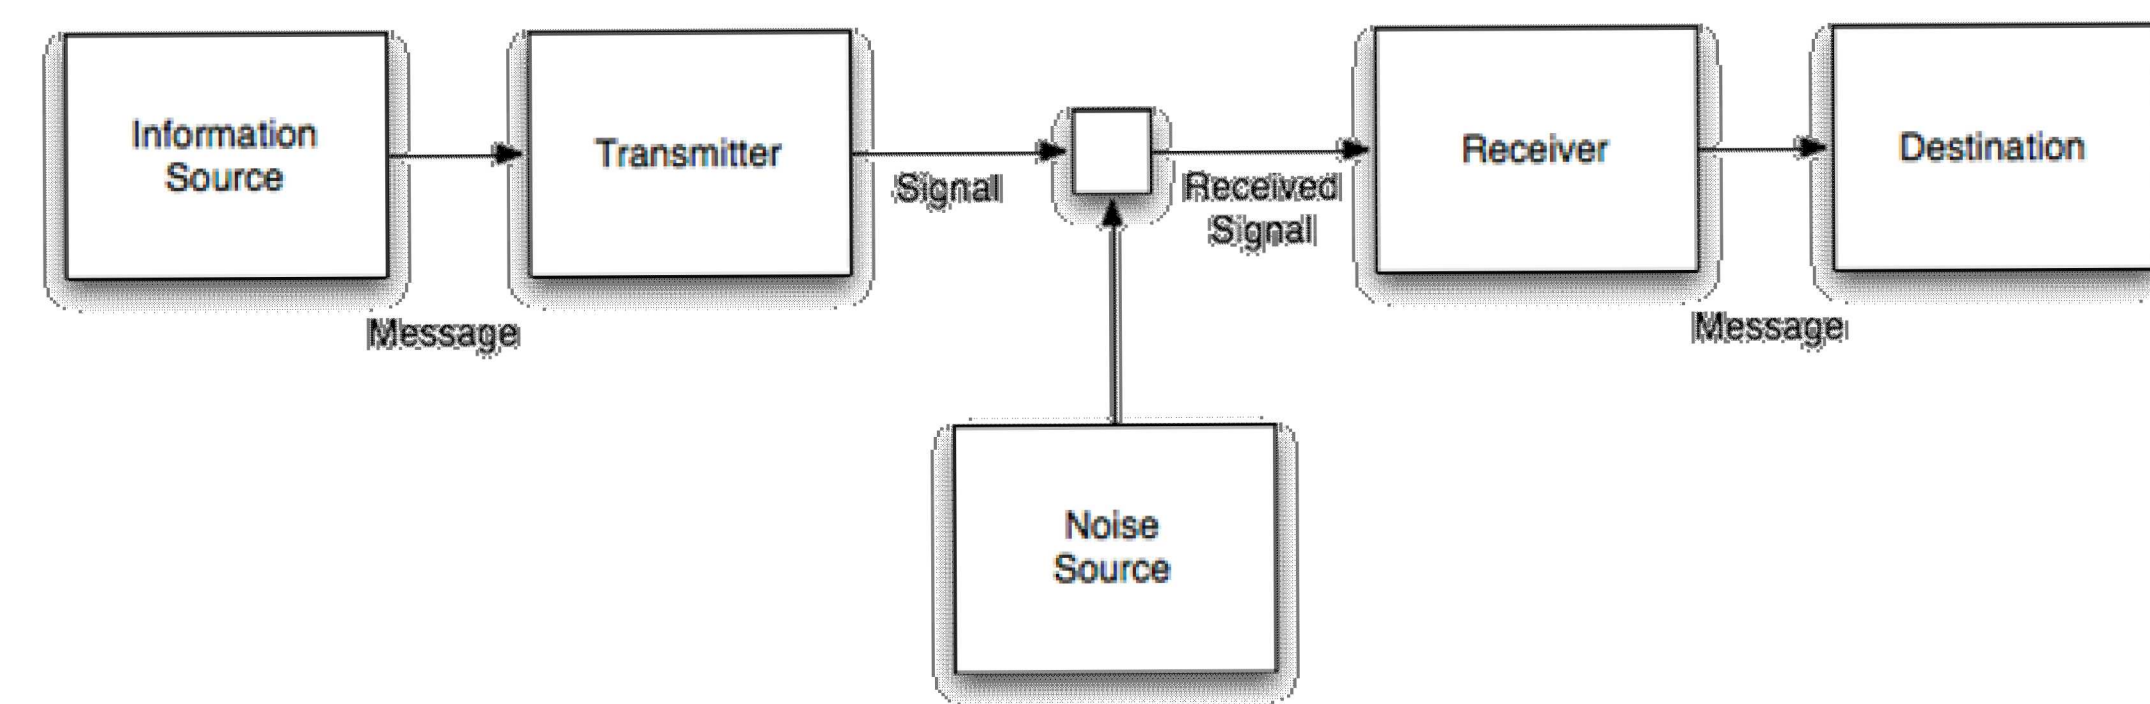 Information
Source
Transmitter
Signal
Received
Signal
Receiver
Destination
Message
Message
Noise
Source